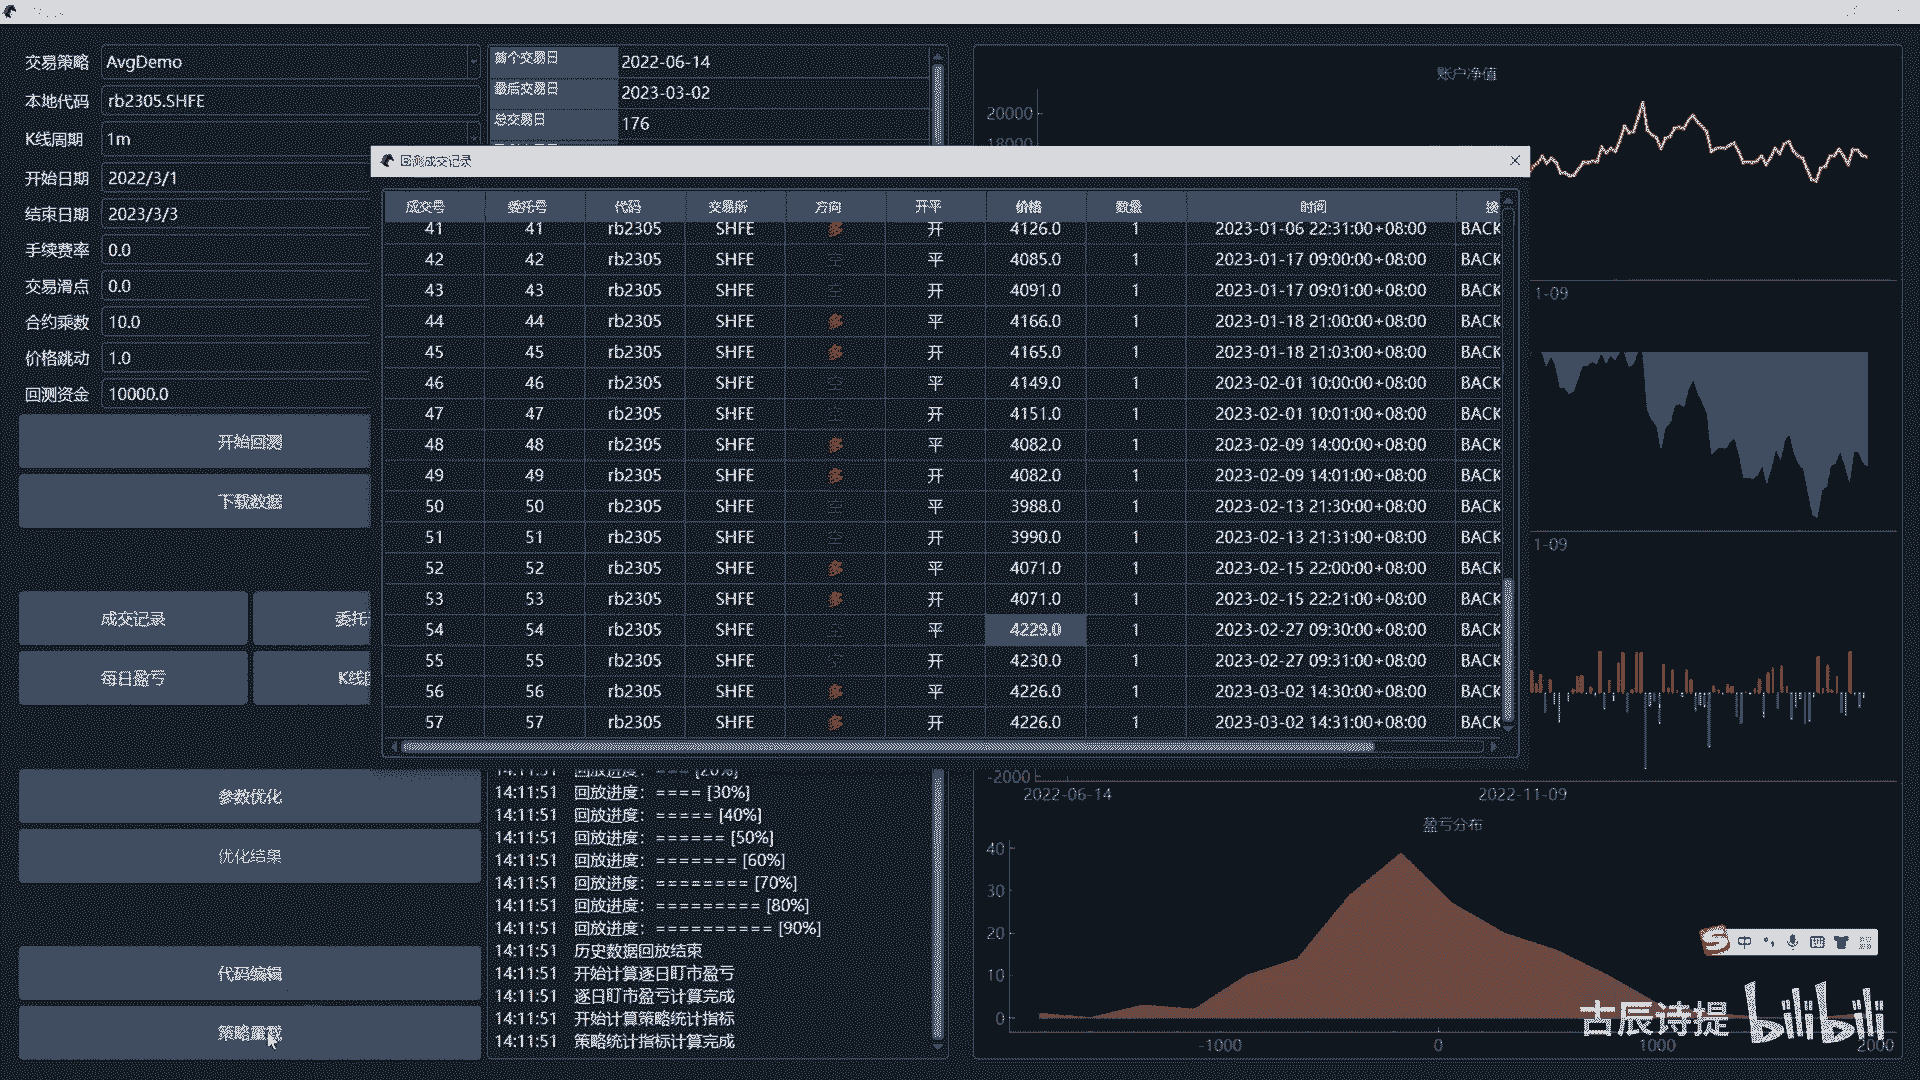 交易策略 AvgDemo
本地代码 rb2305.SHFE
K线周期 1m
开始日期 2022/3/1
结束日期 2023/3/3
手续费率 0.0
交易滑点 0.0
合约乘数 10.0
价格跳动 1.0
回测资金 10000.0
开始回测
下载数据
成交记录 委托
每日盈亏 K线
参数优化
优化结果
代码编辑
策略重载
首个交易日 2022-06-14
最后交易日 2023-03-02
总交易日 176
回测成交记录
成交号 委托号 代码 交易所 方向 开平 价格 数量 时间
41 41 rb2305 SHFE 多 开 4126.0 1 2023-01-06 22:31:00+08:00 BACK
42 42 rb2305 SHFE 空 平 4085.0 1 2023-01-17 09:00:00+08:00 BACK
43 43 rb2305 SHFE 空 开 4091.0 1 2023-01-17 09:01:00+08:00 BACK
44 44 rb2305 SHFE 多 平 4166.0 1 2023-01-18 21:00:00+08:00 BACK
45 45 rb2305 SHFE 多 开 4165.0 1 2023-01-18 21:03:00+08:00 BACK
46 46 rb2305 SHFE 空 平 4149.0 1 2023-02-01 10:00:00+08:00 BACK
47 47 rb2305 SHFE 空 开 4151.0 1 2023-02-01 10:01:00+08:00 BACK
48 48 rb2305 SHFE 多 平 4082.0 1 2023-02-09 14:00:00+08:00 BACK
49 49 rb2305 SHFE 多 开 4082.0 1 2023-02-09 14:01:00+08:00 BACK
50 50 rb2305 SHFE 空 平 3988.0 1 2023-02-13 21:30:00+08:00 BACK
51 51 rb2305 SHFE 空 开 3990.0 1 2023-02-13 21:31:00+08:00 BACK
52 52 rb2305 SHFE 多 平 4071.0 1 2023-02-15 22:00:00+08:00 BACK
53 53 rb2305 SHFE 多 开 4071.0 1 2023-02-15 22:21:00+08:00 BACK
54 54 rb2305 SHFE 空 平 4229.0 1 2023-02-27 09:30:00+08:00 BACK
55 55 rb2305 SHFE 空 开 4230.0 1 2023-02-27 09:31:00+08:00 BACK
56 56 rb2305 SHFE 多 平 4226.0 1 2023-03-02 14:30:00+08:00 BACK
57 57 rb2305 SHFE 多 开 4226.0 1 2023-03-02 14:31:00+08:00 BACK
14:11:51 回放进度：=== [20%]
14:11:51 回放进度：==== [30%]
14:11:51 回放进度：===== [40%]
14:11:51 回放进度：====== [50%]
14:11:51 回放进度：======= [60%]
14:11:51 回放进度：======== [70%]
14:11:51 回放进度：========= [80%]
14:11:51 回放进度：========== [90%]
14:11:51 历史数据回放结束
14:11:51 开始计算逐日盯市盈亏
14:11:51 逐日盯市盈亏计算完成
14:11:51 开始计算策略统计指标
14:11:51 策略统计指标计算完成
账户净值
20000
18000
1-09
1-09
-2000
2022-06-14 2022-11-09
盈亏分布
40
30
20
10
0
-1000 0 1000 2000
中
古辰诗提 bilibili